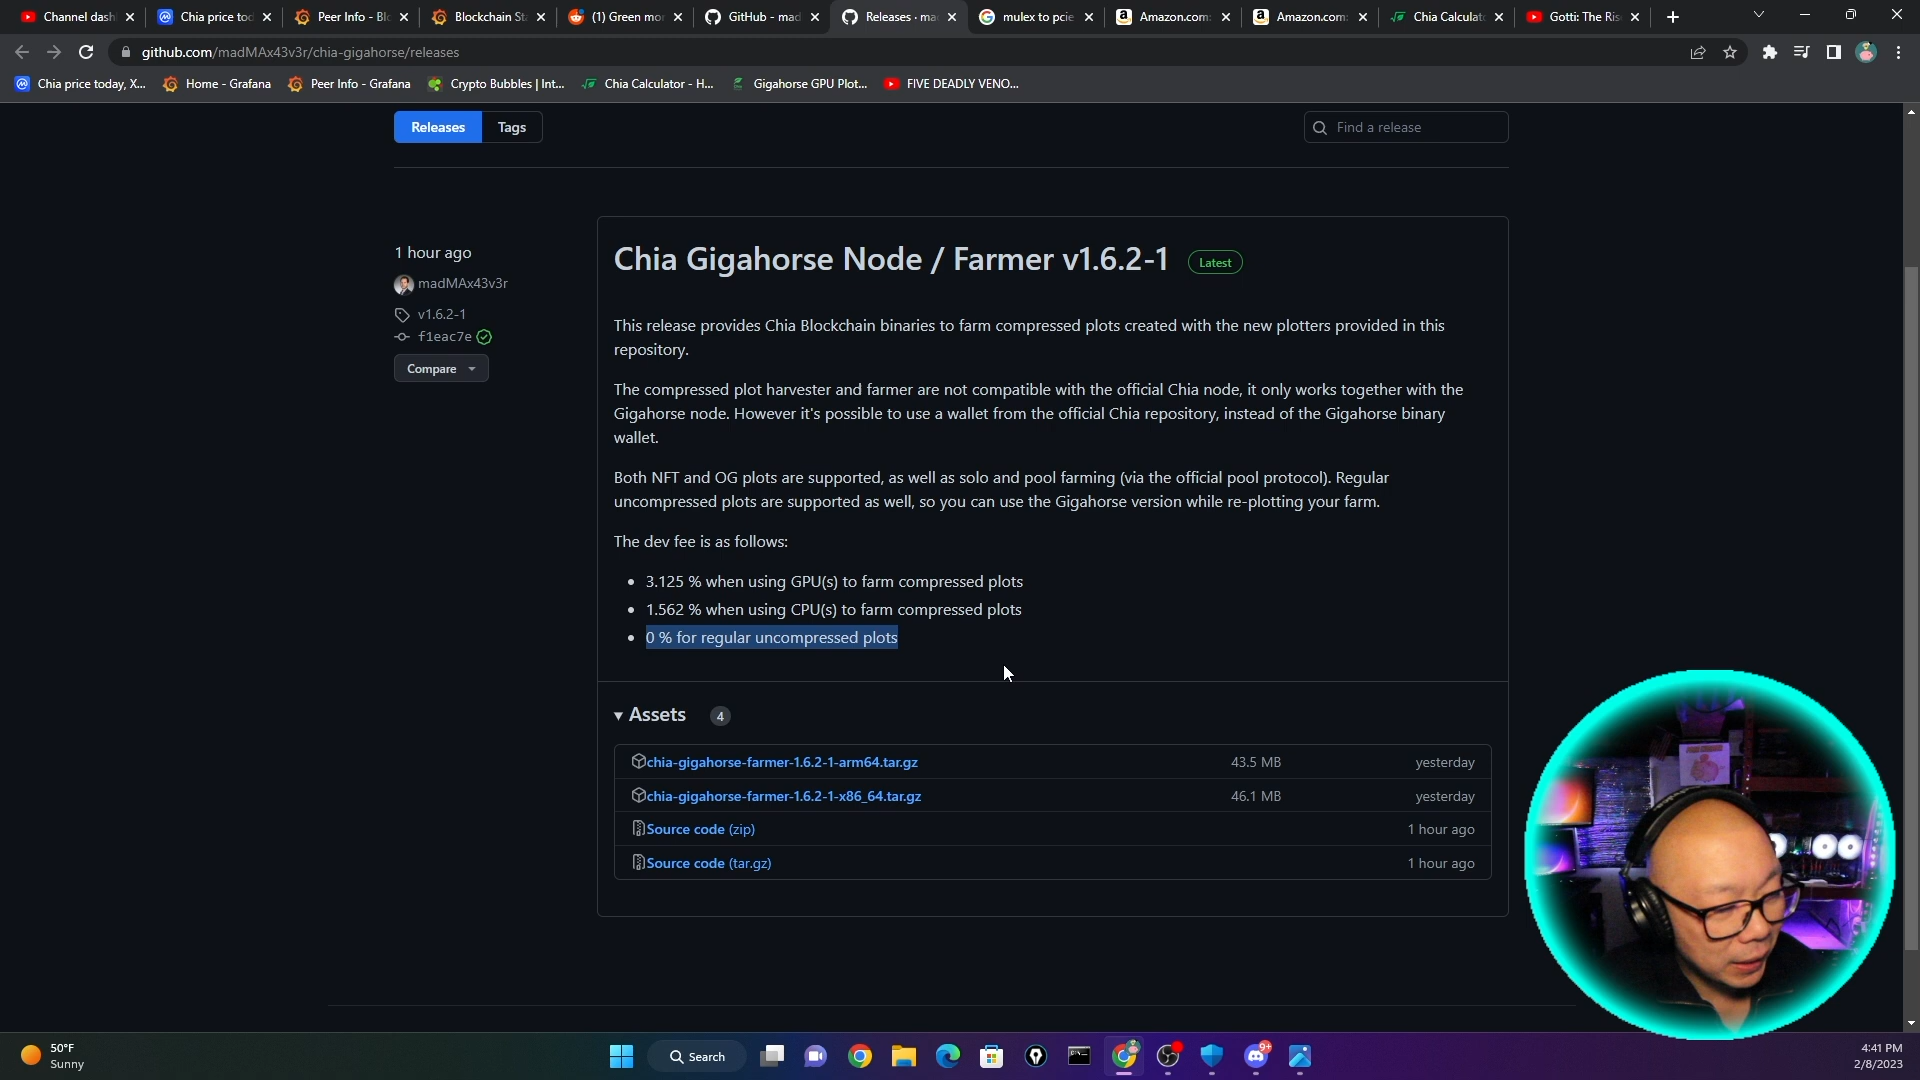 Channel dash
Chia price tod
Peer Info - Blo
Blockchain St
(1) Green mo
GitHub - mad
Releases · ma
mulex to pcie
Amazon.com:
Amazon.com:
Chia Calculat
Gotti: The Ris
github.com/madMAx43v3r/chia-gigahorse/releases
Chia price today, X...
Home - Grafana
Peer Info - Grafana
Crypto Bubbles | Int...
Chia Calculator - H...
Gigahorse GPU Plot...
FIVE DEADLY VENO...
Releases
Tags
Find a release
1 hour ago
madMAx43v3r
v1.6.2-1
f1eac7e
Compare
Chia Gigahorse Node / Farmer v1.6.2-1
Latest
This release provides Chia Blockchain binaries to farm compressed plots created with the new plotters provided in this
repository.
The compressed plot harvester and farmer are not compatible with the official Chia node, it only works together with the
Gigahorse node. However it's possible to use a wallet from the official Chia repository, instead of the Gigahorse binary
wallet.
Both NFT and OG plots are supported, as well as solo and pool farming (via the official pool protocol). Regular
uncompressed plots are supported as well, so you can use the Gigahorse version while re-plotting your farm.
The dev fee is as follows:
• 3.125 % when using GPU(s) to farm compressed plots
• 1.562 % when using CPU(s) to farm compressed plots
• 0 % for regular uncompressed plots
Assets 4
chia-gigahorse-farmer-1.6.2-1-arm64.tar.gz 43.5 MB yesterday
chia-gigahorse-farmer-1.6.2-1-x86_64.tar.gz 46.1 MB yesterday
Source code (zip) 1 hour ago
Source code (tar.gz) 1 hour ago
50°F
Sunny
Search
9+
4:41 PM
2/8/2023